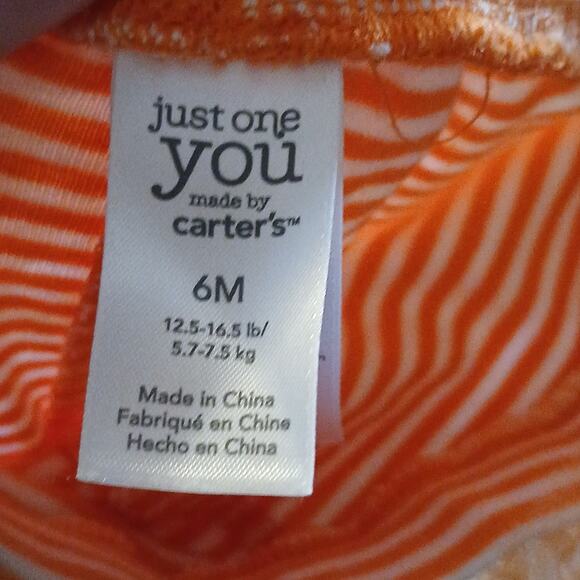 just one
you
made by
carter's™
6M
12.5-16.5 lb/
5.7-7.5 kg
Made in China
Fabriqué en Chine
Hecho en China